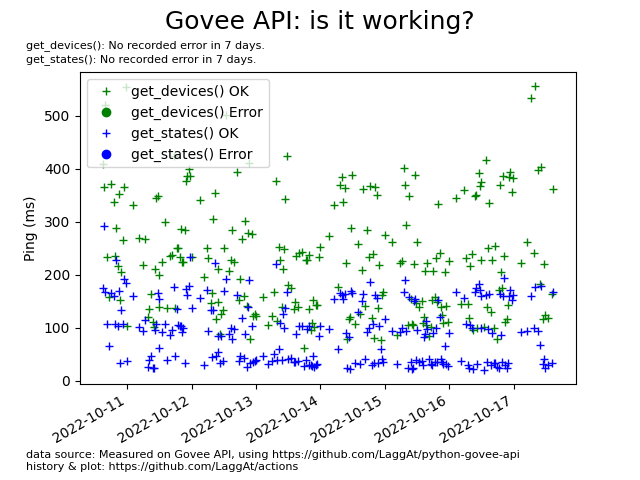 Govee API: is it working?
get_devices(): No recorded error in 7 days.
get_states(): No recorded error in 7 days.
get_devices() OK
get_devices() Error
get_states() OK
get_states() Error
500
400
300
200
100
0
Ping (ms)
2022-10-11
2022-10-12
2022-10-13
2022-10-14
2022-10-15
2022-10-16
2022-10-17
data source: Measured on Govee API, using https://github.com/LaggAt/python-govee-api
history & plot: https://github.com/LaggAt/actions